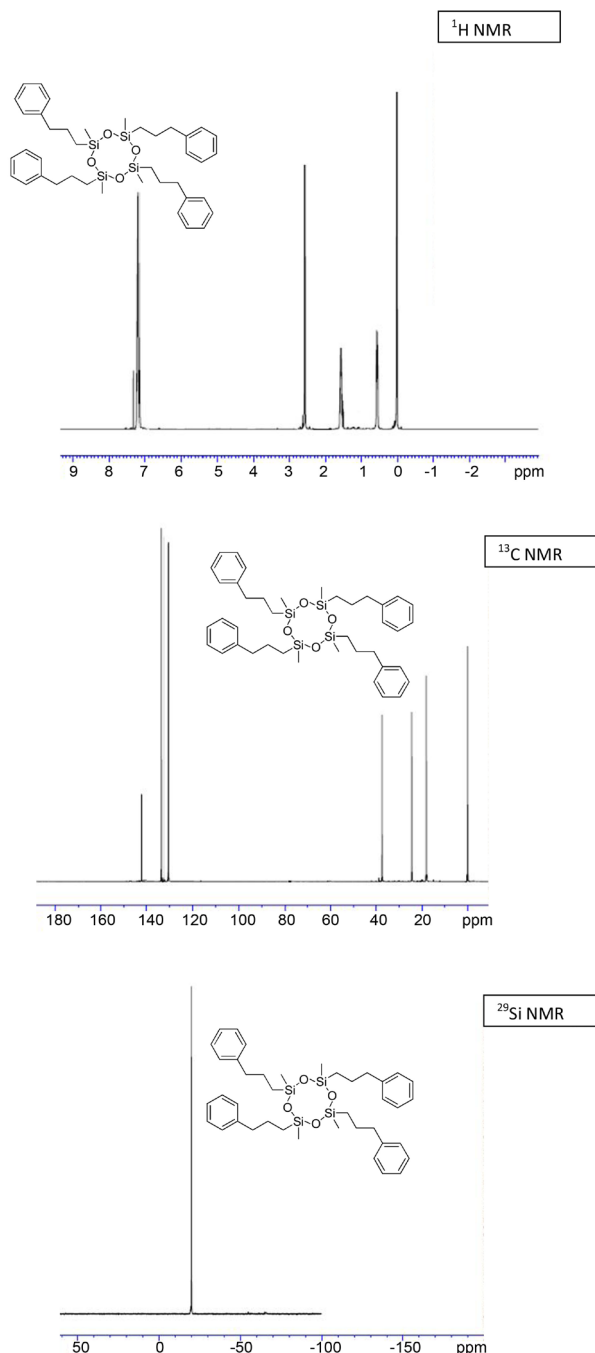 ¹H NMR
Si O Si
O O
Si O Si
9 8 7 6 5 4 3 2 1 0 -1 -2 ppm
¹³C NMR
Si O Si
O O
Si O Si
180 160 140 120 100 80 60 40 20 ppm
²⁹Si NMR
Si O Si
O O
Si O Si
50 0 -50 -100 -150 ppm